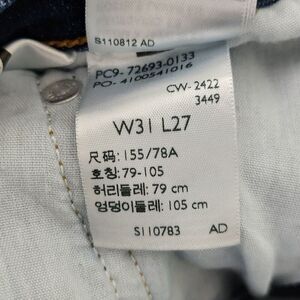 S110812 AD
PC9-72693-0133
PO-4100541016
CW-2422
3449
W31 L27
尺码:155/78A
호칭:79-105
허리둘레:79 cm
엉덩이둘레:105 cm
S110783 AD